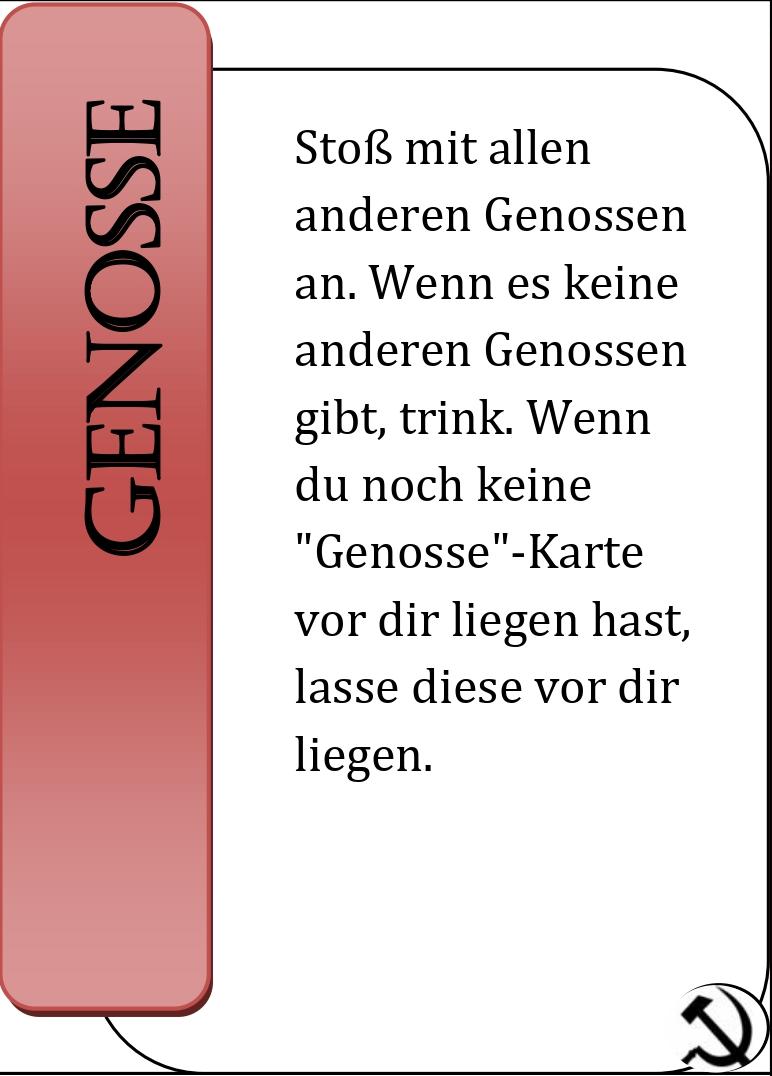 GENOSSE
Stoß mit allen
anderen Genossen
an. Wenn es keine
anderen Genossen
gibt, trink. Wenn
du noch keine
"Genosse"-Karte
vor dir liegen hast,
lasse diese vor dir
liegen.